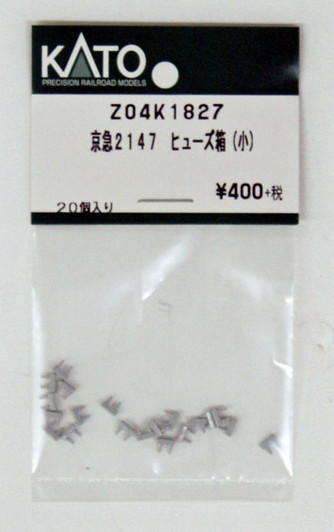 KATO
PRECISION RAILROAD MODELS
Z04K1827
京急2147 ヒューズ箱(小)
¥400+税
20個入り